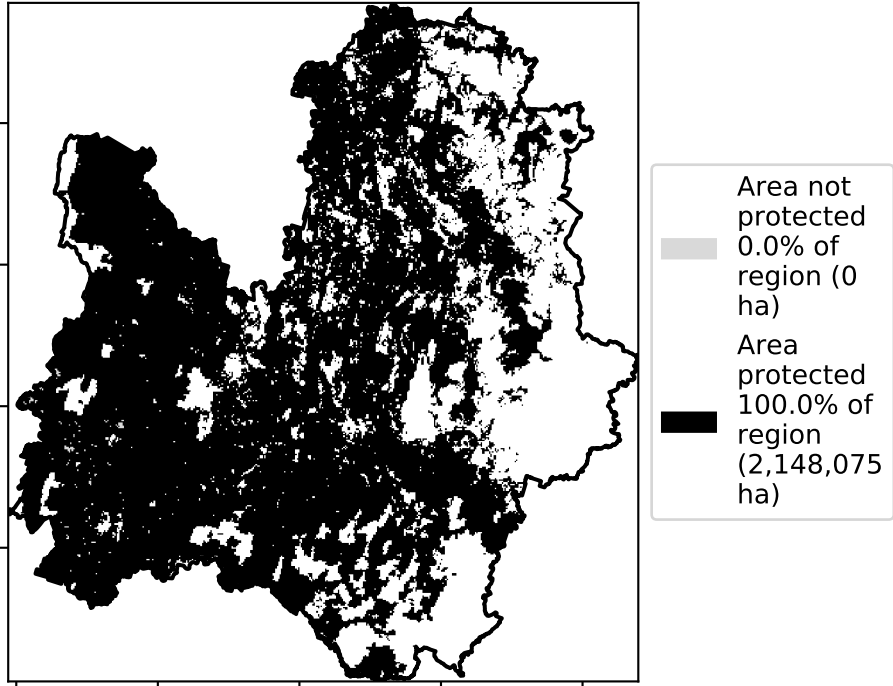 Area not
protected
0.0% of
region (0
ha)
Area
protected
100.0% of
region
(2,148,075
ha)